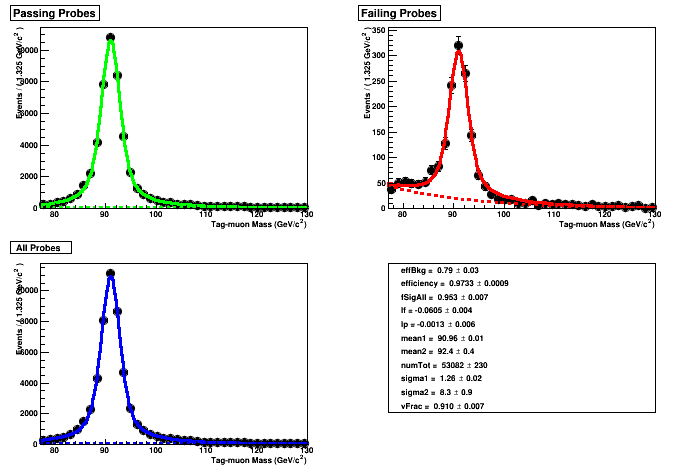 Passing Probes
Events / ( 1.325 GeV/c² )
8000
6000
4000
2000
0
80 90 100 110 120 130
Tag-muon Mass (GeV/c²)
Failing Probes
Events / ( 1.325 GeV/c² )
350
300
250
200
150
100
50
0
80 90 100 110 120 130
Tag-muon Mass (GeV/c²)
All Probes
Events / ( 1.325 GeV/c² )
8000
6000
4000
2000
0
80 90 100 110 120 130
Tag-muon Mass (GeV/c²)
effBkg = 0.79 ± 0.03
efficiency = 0.9733 ± 0.0009
fSigAll = 0.953 ± 0.007
lf = -0.0605 ± 0.004
lp = -0.0013 ± 0.006
mean1 = 90.96 ± 0.01
mean2 = 92.4 ± 0.4
numTot = 53082 ± 230
sigma1 = 1.26 ± 0.02
sigma2 = 8.3 ± 0.9
vFrac = 0.910 ± 0.007